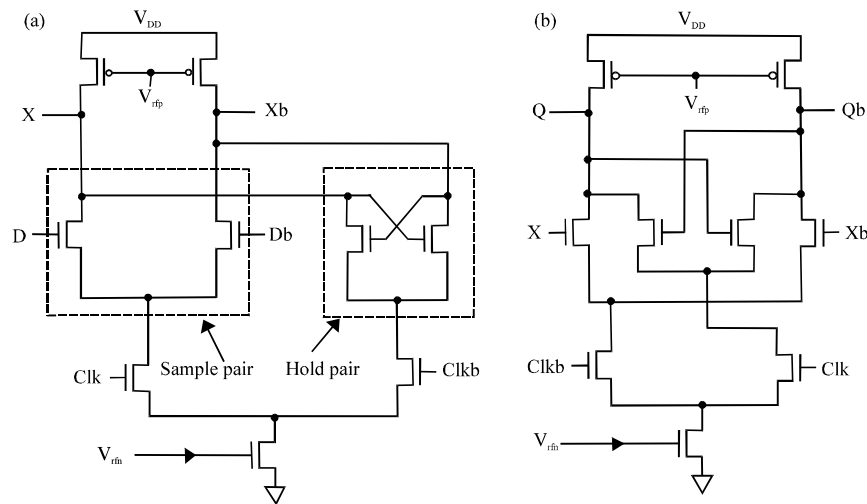 (a)
V_DD
V_rfp
X
Xb
D
Db
Sample pair
Hold pair
Clk
Clkb
V_rfn
(b)
V_DD
V_rfp
Q
Qb
X
Xb
Clkb
Clk
V_rfn